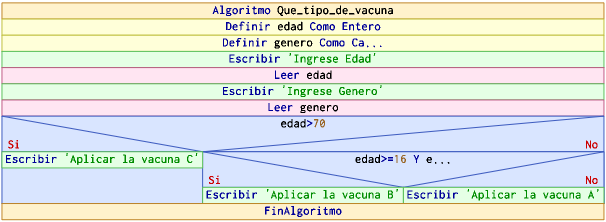 Algoritmo Que_tipo_de_vacuna
Definir edad Como Entero
Definir genero Como Ca...
Escribir 'Ingrese Edad'
Leer edad
Escribir 'Ingrese Genero'
Leer genero
edad>70
Si No
Escribir 'Aplicar la vacuna C' edad>=16 Y e...
Si No
Escribir 'Aplicar la vacuna B' Escribir 'Aplicar la vacuna A'
FinAlgoritmo